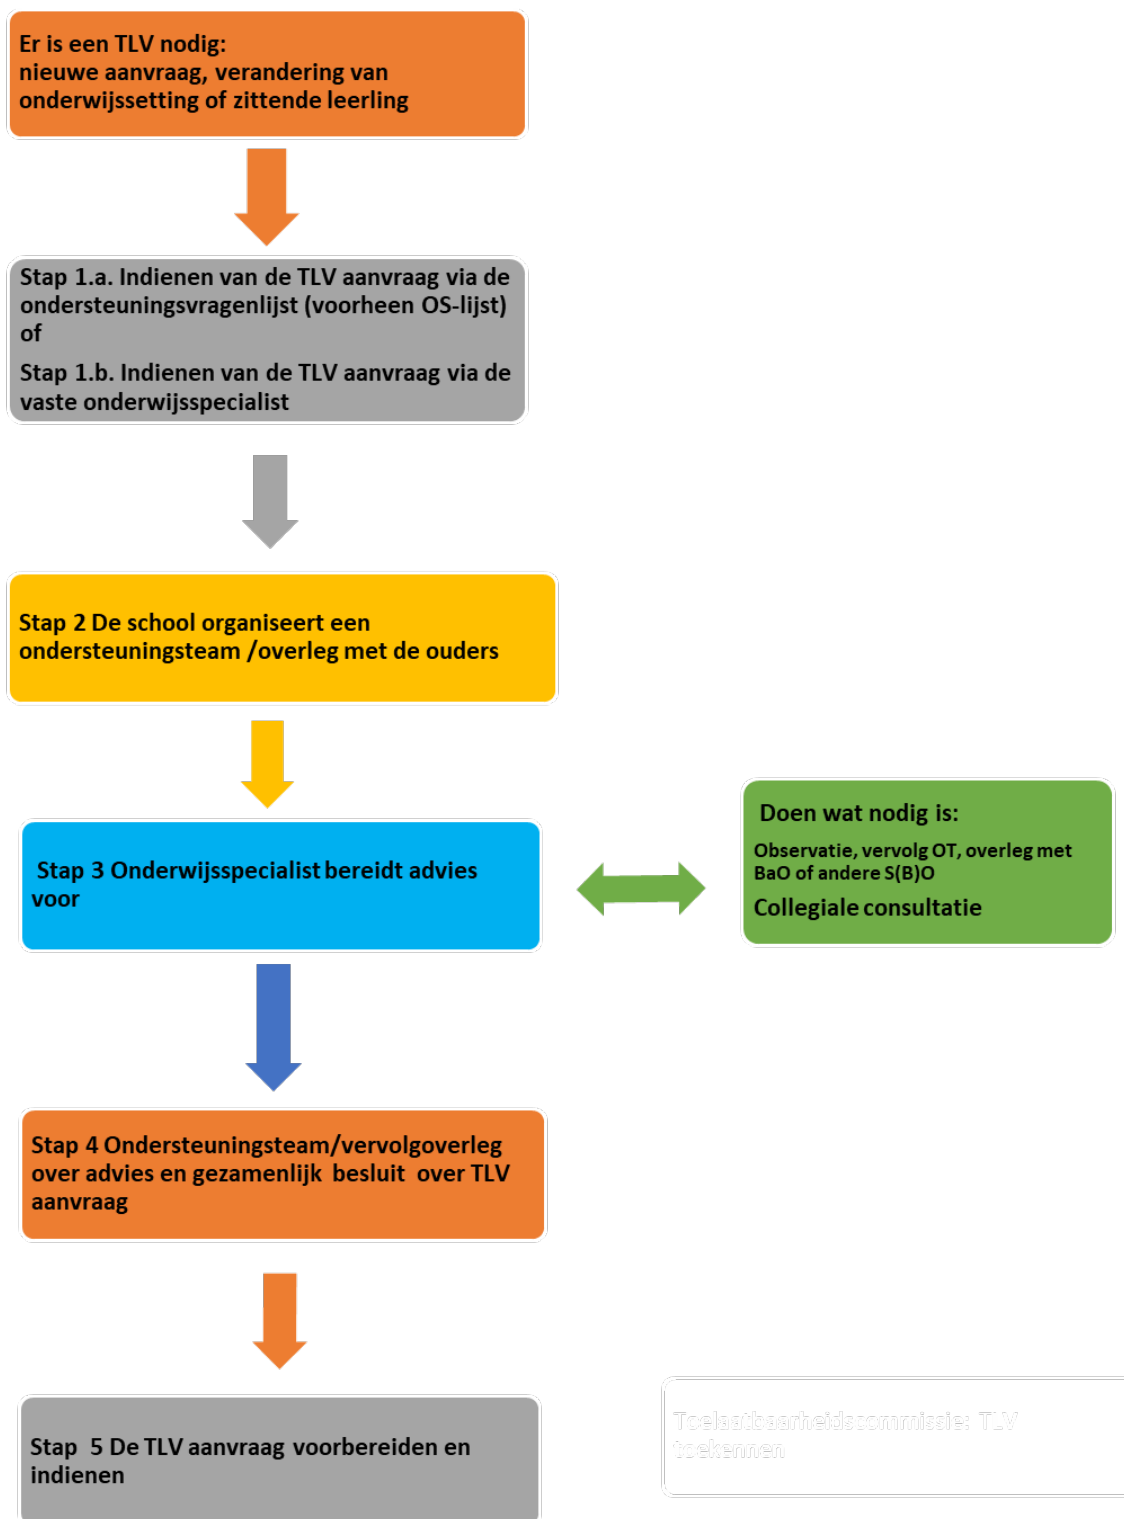 Er is een TLV nodig:
nieuwe aanvraag, verandering van
onderwijssetting of zittende leerling
Stap 1.a. Indienen van de TLV aanvraag via de
ondersteuningsvragenlijst (voorheen OS-lijst)
of
Stap 1.b. Indienen van de TLV aanvraag via de
vaste onderwijsspecialist
Stap 2 De school organiseert een
ondersteuningsteam /overleg met de ouders
Stap 3 Onderwijsspecialist bereidt advies
voor
Doen wat nodig is:
Observatie, vervolg OT, overleg met
BaO of andere S(B)O
Collegiale consultatie
Stap 4 Ondersteuningsteam/vervolgoverleg
over advies en gezamenlijk besluit over TLV
aanvraag
Stap 5 De TLV aanvraag voorbereiden en
indienen
Toelaatbaarheidscommissie: TLV
toekennen